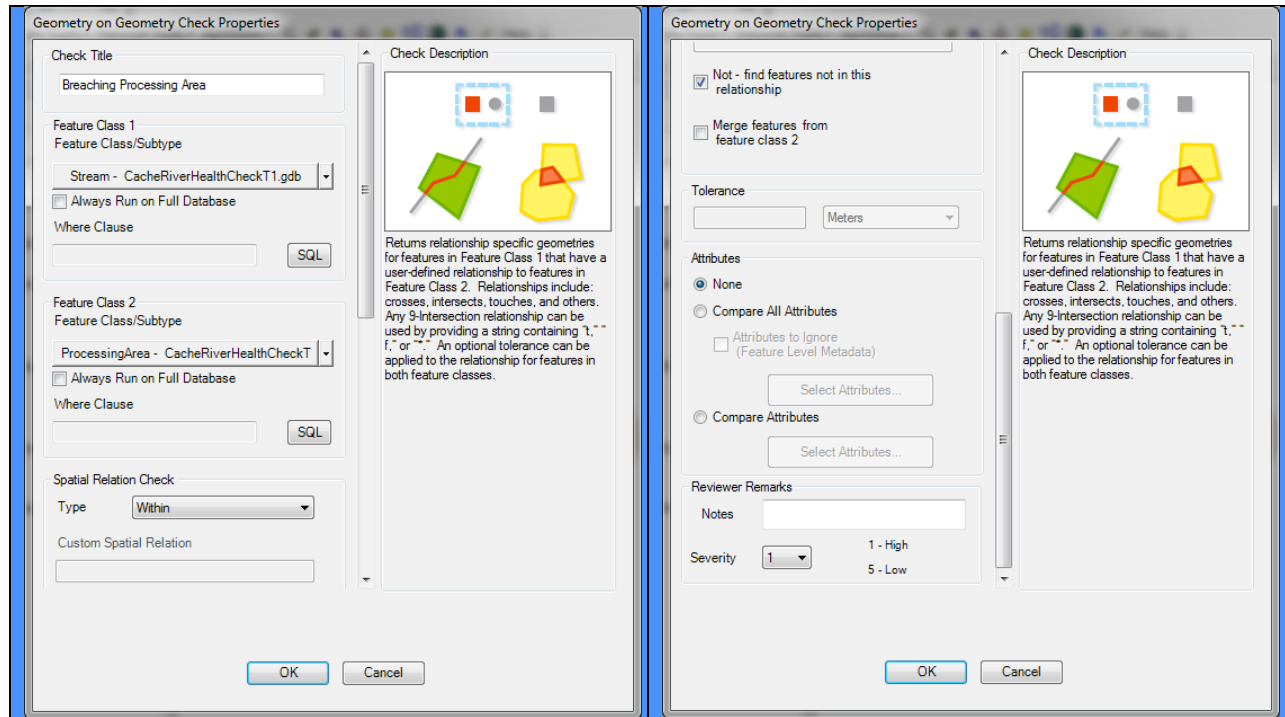 Geometry on Geometry Check Properties
Check Title
Breaching Processing Area
Feature Class 1
Feature Class/Subtype
Stream - CacheRiverHealthCheckT1.gdb
Always Run on Full Database
Where Clause
SQL
Feature Class 2
Feature Class/Subtype
ProcessingArea - CacheRiverHealthCheckT
Always Run on Full Database
Where Clause
SQL
Spatial Relation Check
Type
Within
Custom Spatial Relation
Check Description
Returns relationship specific geometries
for features in Feature Class 1 that have a
user-defined relationship to features in
Feature Class 2. Relationships include:
crosses, intersects, touches, and others.
Any 9-Intersection relationship can be
used by providing a string containing "t," "
f," or "*." An optional tolerance can be
applied to the relationship for features in
both feature classes.
OK
Cancel
Geometry on Geometry Check Properties
Not - find features not in this
relationship
Merge features from
feature class 2
Tolerance
Meters
Attributes
None
Compare All Attributes
Attributes to Ignore
(Feature Level Metadata)
Select Attributes...
Compare Attributes
Select Attributes...
Reviewer Remarks
Notes
Severity
1
1 - High
5 - Low
Check Description
Returns relationship specific geometries
for features in Feature Class 1 that have a
user-defined relationship to features in
Feature Class 2. Relationships include:
crosses, intersects, touches, and others.
Any 9-Intersection relationship can be
used by providing a string containing "t," "
f," or "*." An optional tolerance can be
applied to the relationship for features in
both feature classes.
OK
Cancel